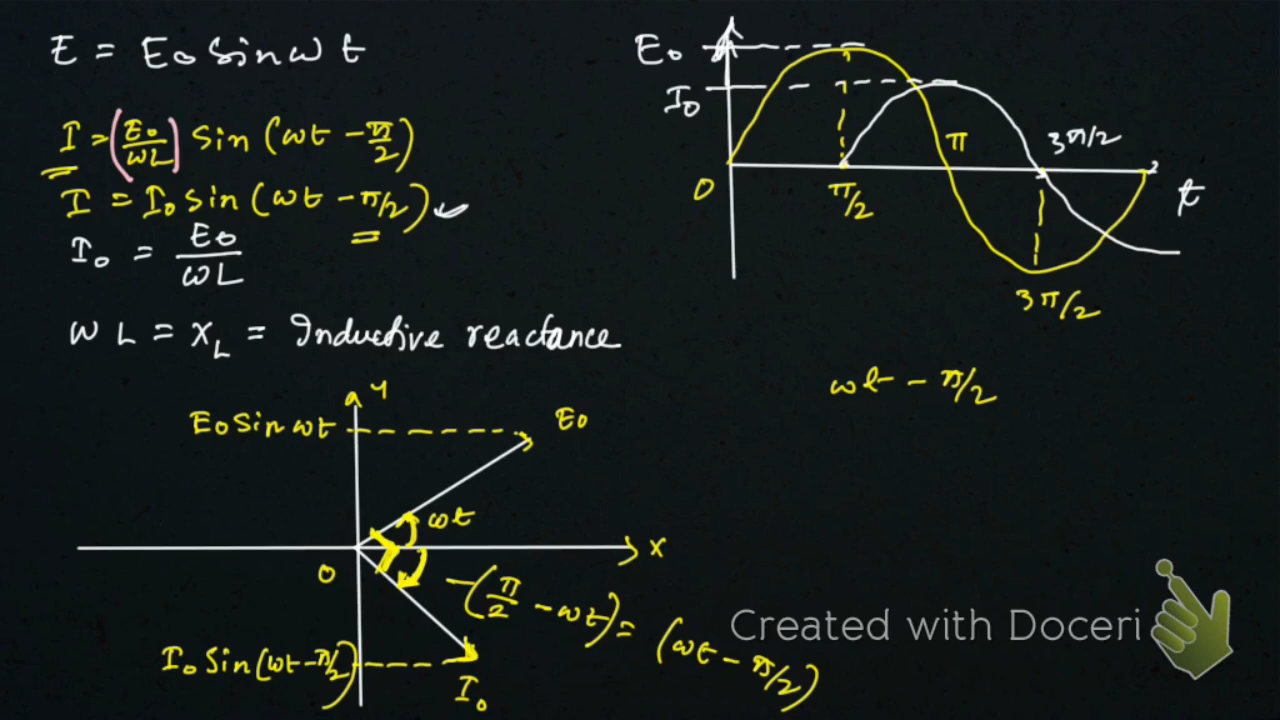 E = E₀ sin ωt
I = (E₀/ωL) sin (ωt - π/2)
I = I₀ sin (ωt - π/2)
I₀ = E₀/ωL
ωL = X_L = Inductive reactance
E₀
I₀
0
π/2
π
3π/2
t
3π/2
ωt - π/2
Y
E₀ sin ωt
E₀
ωt
X
0
-(π/2 - ωt) = (ωt - π/2)
I₀ sin (ωt - π/2)
I₀
Created with Doceri